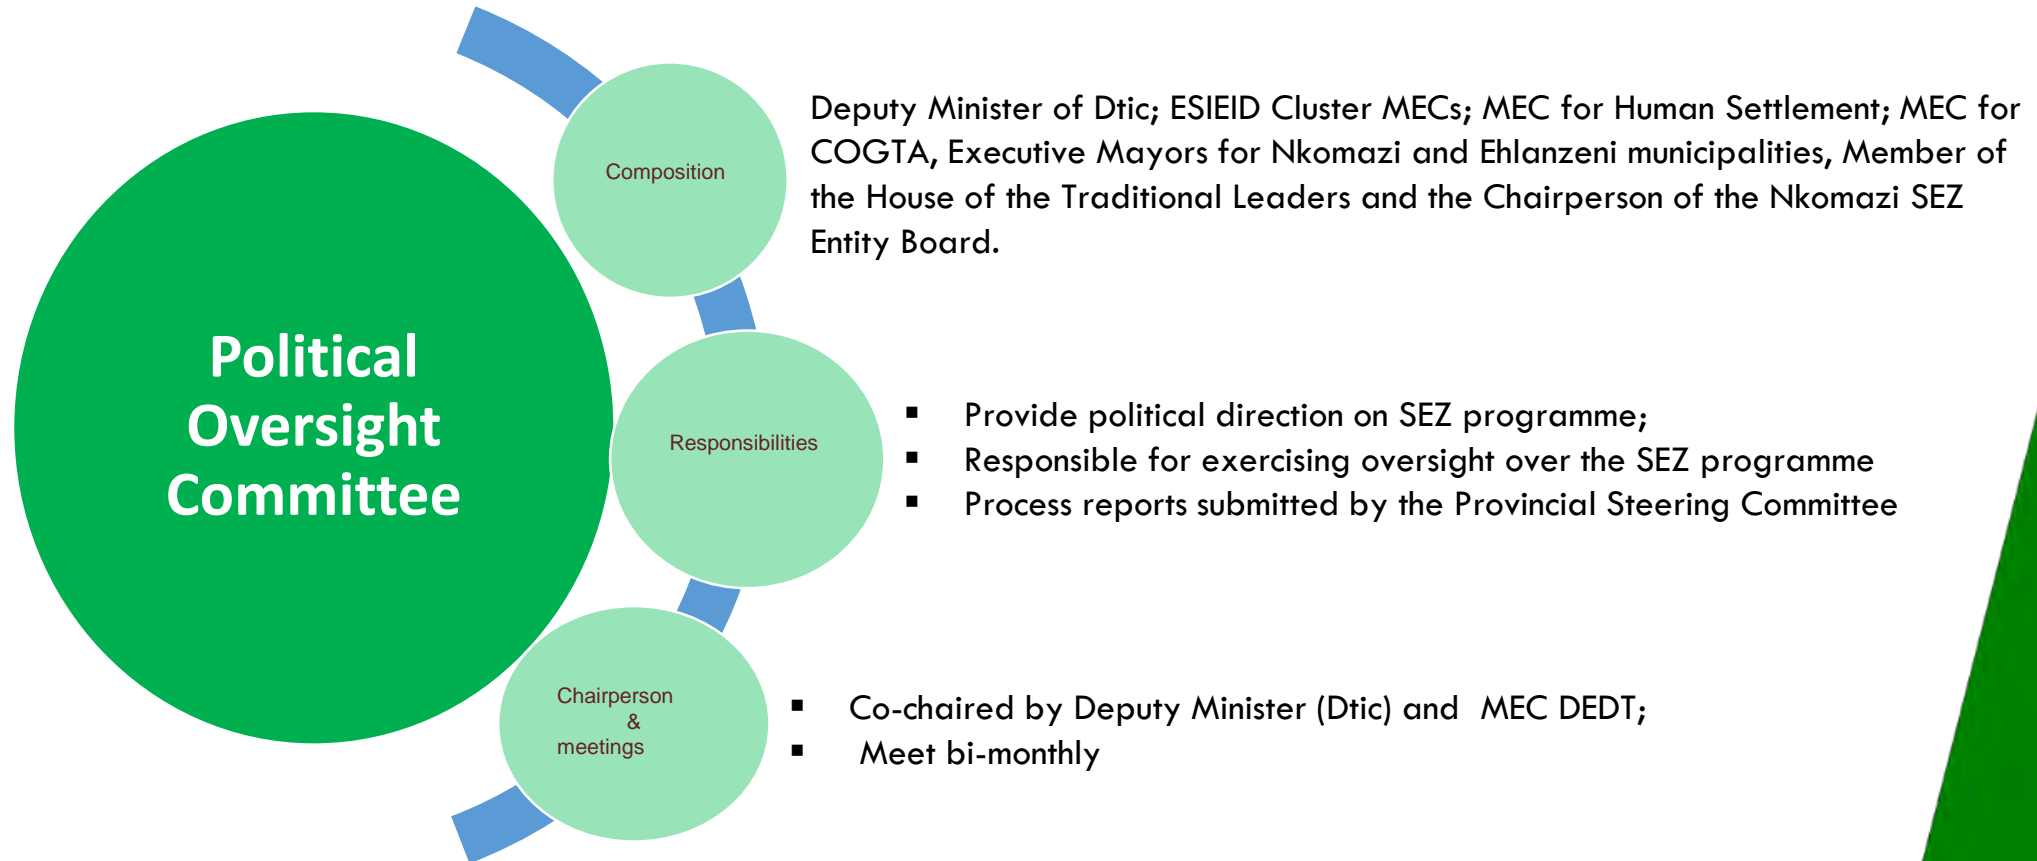 Political
Oversight
Committee
Composition
Deputy Minister of Dtic; ESIEID Cluster MECs; MEC for Human Settlement; MEC for
COGTA, Executive Mayors for Nkomazi and Ehlanzeni municipalities, Member of
the House of the Traditional Leaders and the Chairperson of the Nkomazi SEZ
Entity Board.
Responsibilities
▪ Provide political direction on SEZ programme;
▪ Responsible for exercising oversight over the SEZ programme
▪ Process reports submitted by the Provincial Steering Committee
Chairperson
&
meetings
▪ Co-chaired by Deputy Minister (Dtic) and MEC DEDT;
▪ Meet bi-monthly